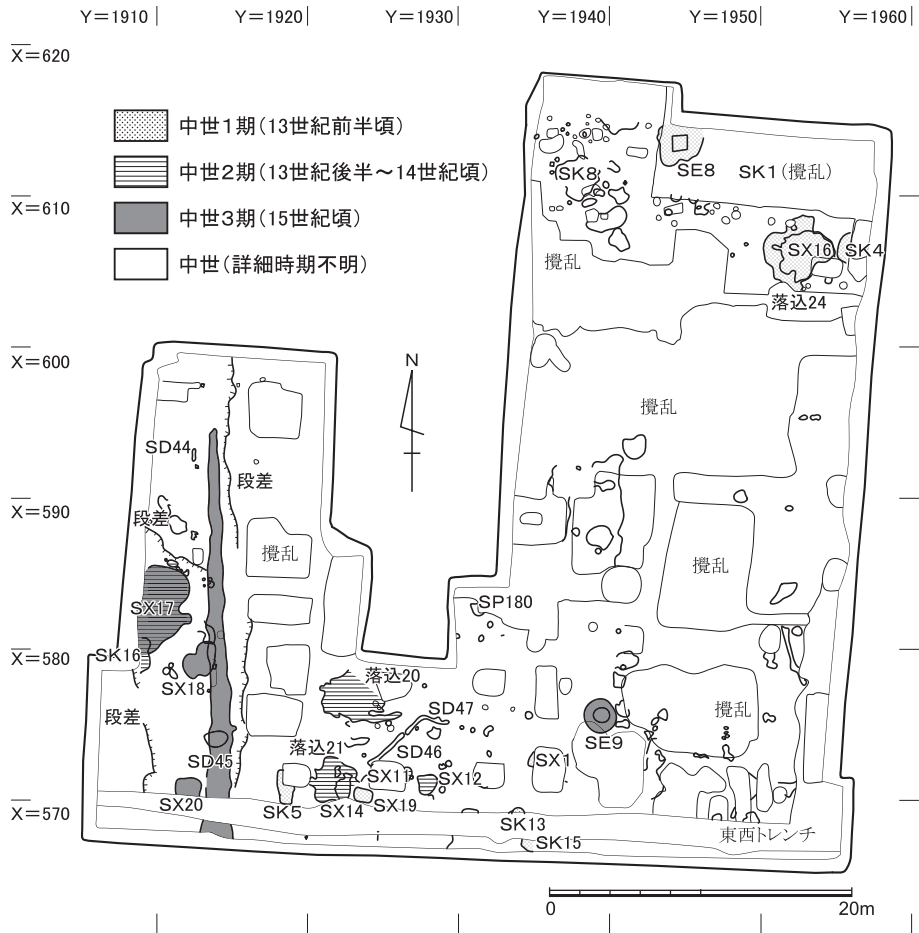 Y=1910 Y=1920 Y=1930 Y=1940 Y=1950 Y=1960
X=620
中世1期(13世紀前半頃)
中世2期(13世紀後半～14世紀頃)
中世3期(15世紀頃)
中世(詳細時期不明)
SK8
SE8
SK1(攪乱)
X=610
SX16
SK4
攪乱
落込24
X=600
N
攪乱
SD44
段差
X=590
段差
攪乱
攪乱
SX17
SP180
X=580
SK16
SX18
落込20
段差
SD47
攪乱
SE9
落込21
SD46
SD45
SX11
SX12
SX1
SX20
SK5
SX14
SX19
X=570
SK13
東西トレンチ
SK15
0 20m